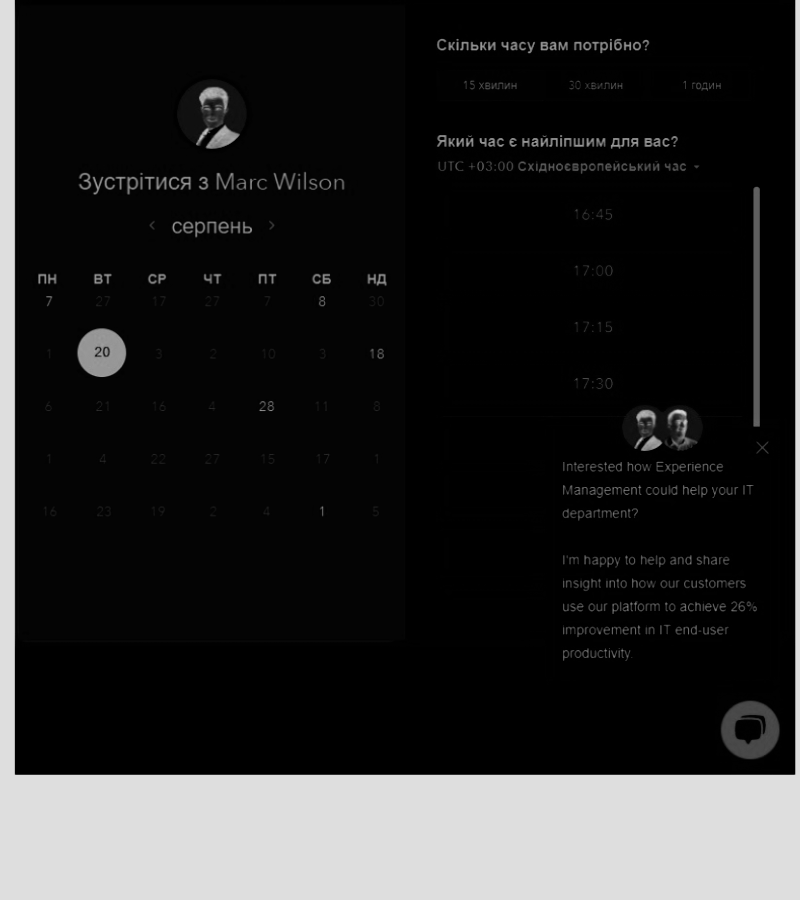 Зустрітися з Marc Wilson
серпень
ПН ВТ СР ЧТ ПТ СБ НД
7 27 17 27 7 8 30
1 20 3 2 10 3 18
6 21 16 4 28 11 8
1 4 22 27 15 17 1
16 23 19 2 4 1 5
Скільки часу вам потрібно?
15 хвилин 30 хвилин 1 годин
Який час є найліпшим для вас?
UTC +03:00 Східноєвропейський час
16:45
17:00
17:15
17:30
Interested how Experience
Management could help your IT
department?
I'm happy to help and share
insight into how our customers
use our platform to achieve 26%
improvement in IT end-user
productivity.